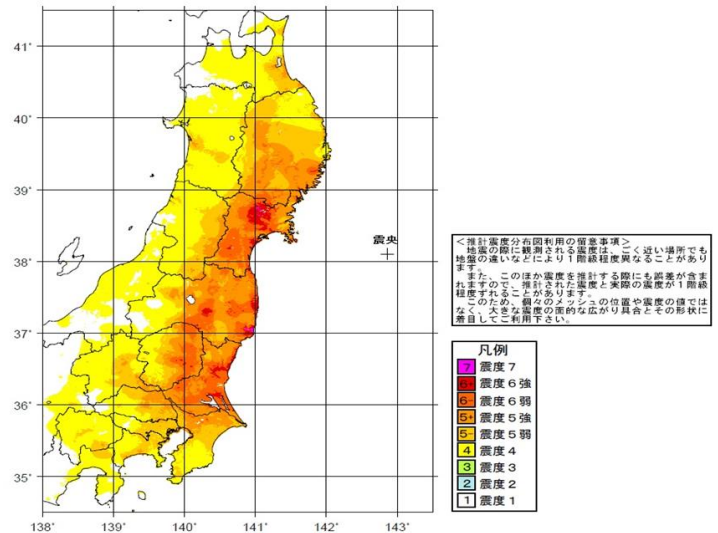 41°
40°
39°
38°
37°
36°
35°
138°
139°
140°
141°
142°
143°
震央
<推計震度分布図利用の留意事項>
地震の際に観測される震度は、ごく近い場所でも
地盤の違いなどにより1階級程度異なることがあり
ます。
また、このほか震度を推計する際にも誤差が含ま
れますので、推計された震度と実際の震度が1階級
程度ずれることがあります。
このため、個々のメッシュの位置や震度の値では
なく、大きな震度の面的な広がり具合とその形状に
着目してご利用下さい。
凡例
7 震度7
6+ 震度6強
6- 震度6弱
5+ 震度5強
5- 震度5弱
4 震度4
3 震度3
2 震度2
1 震度1